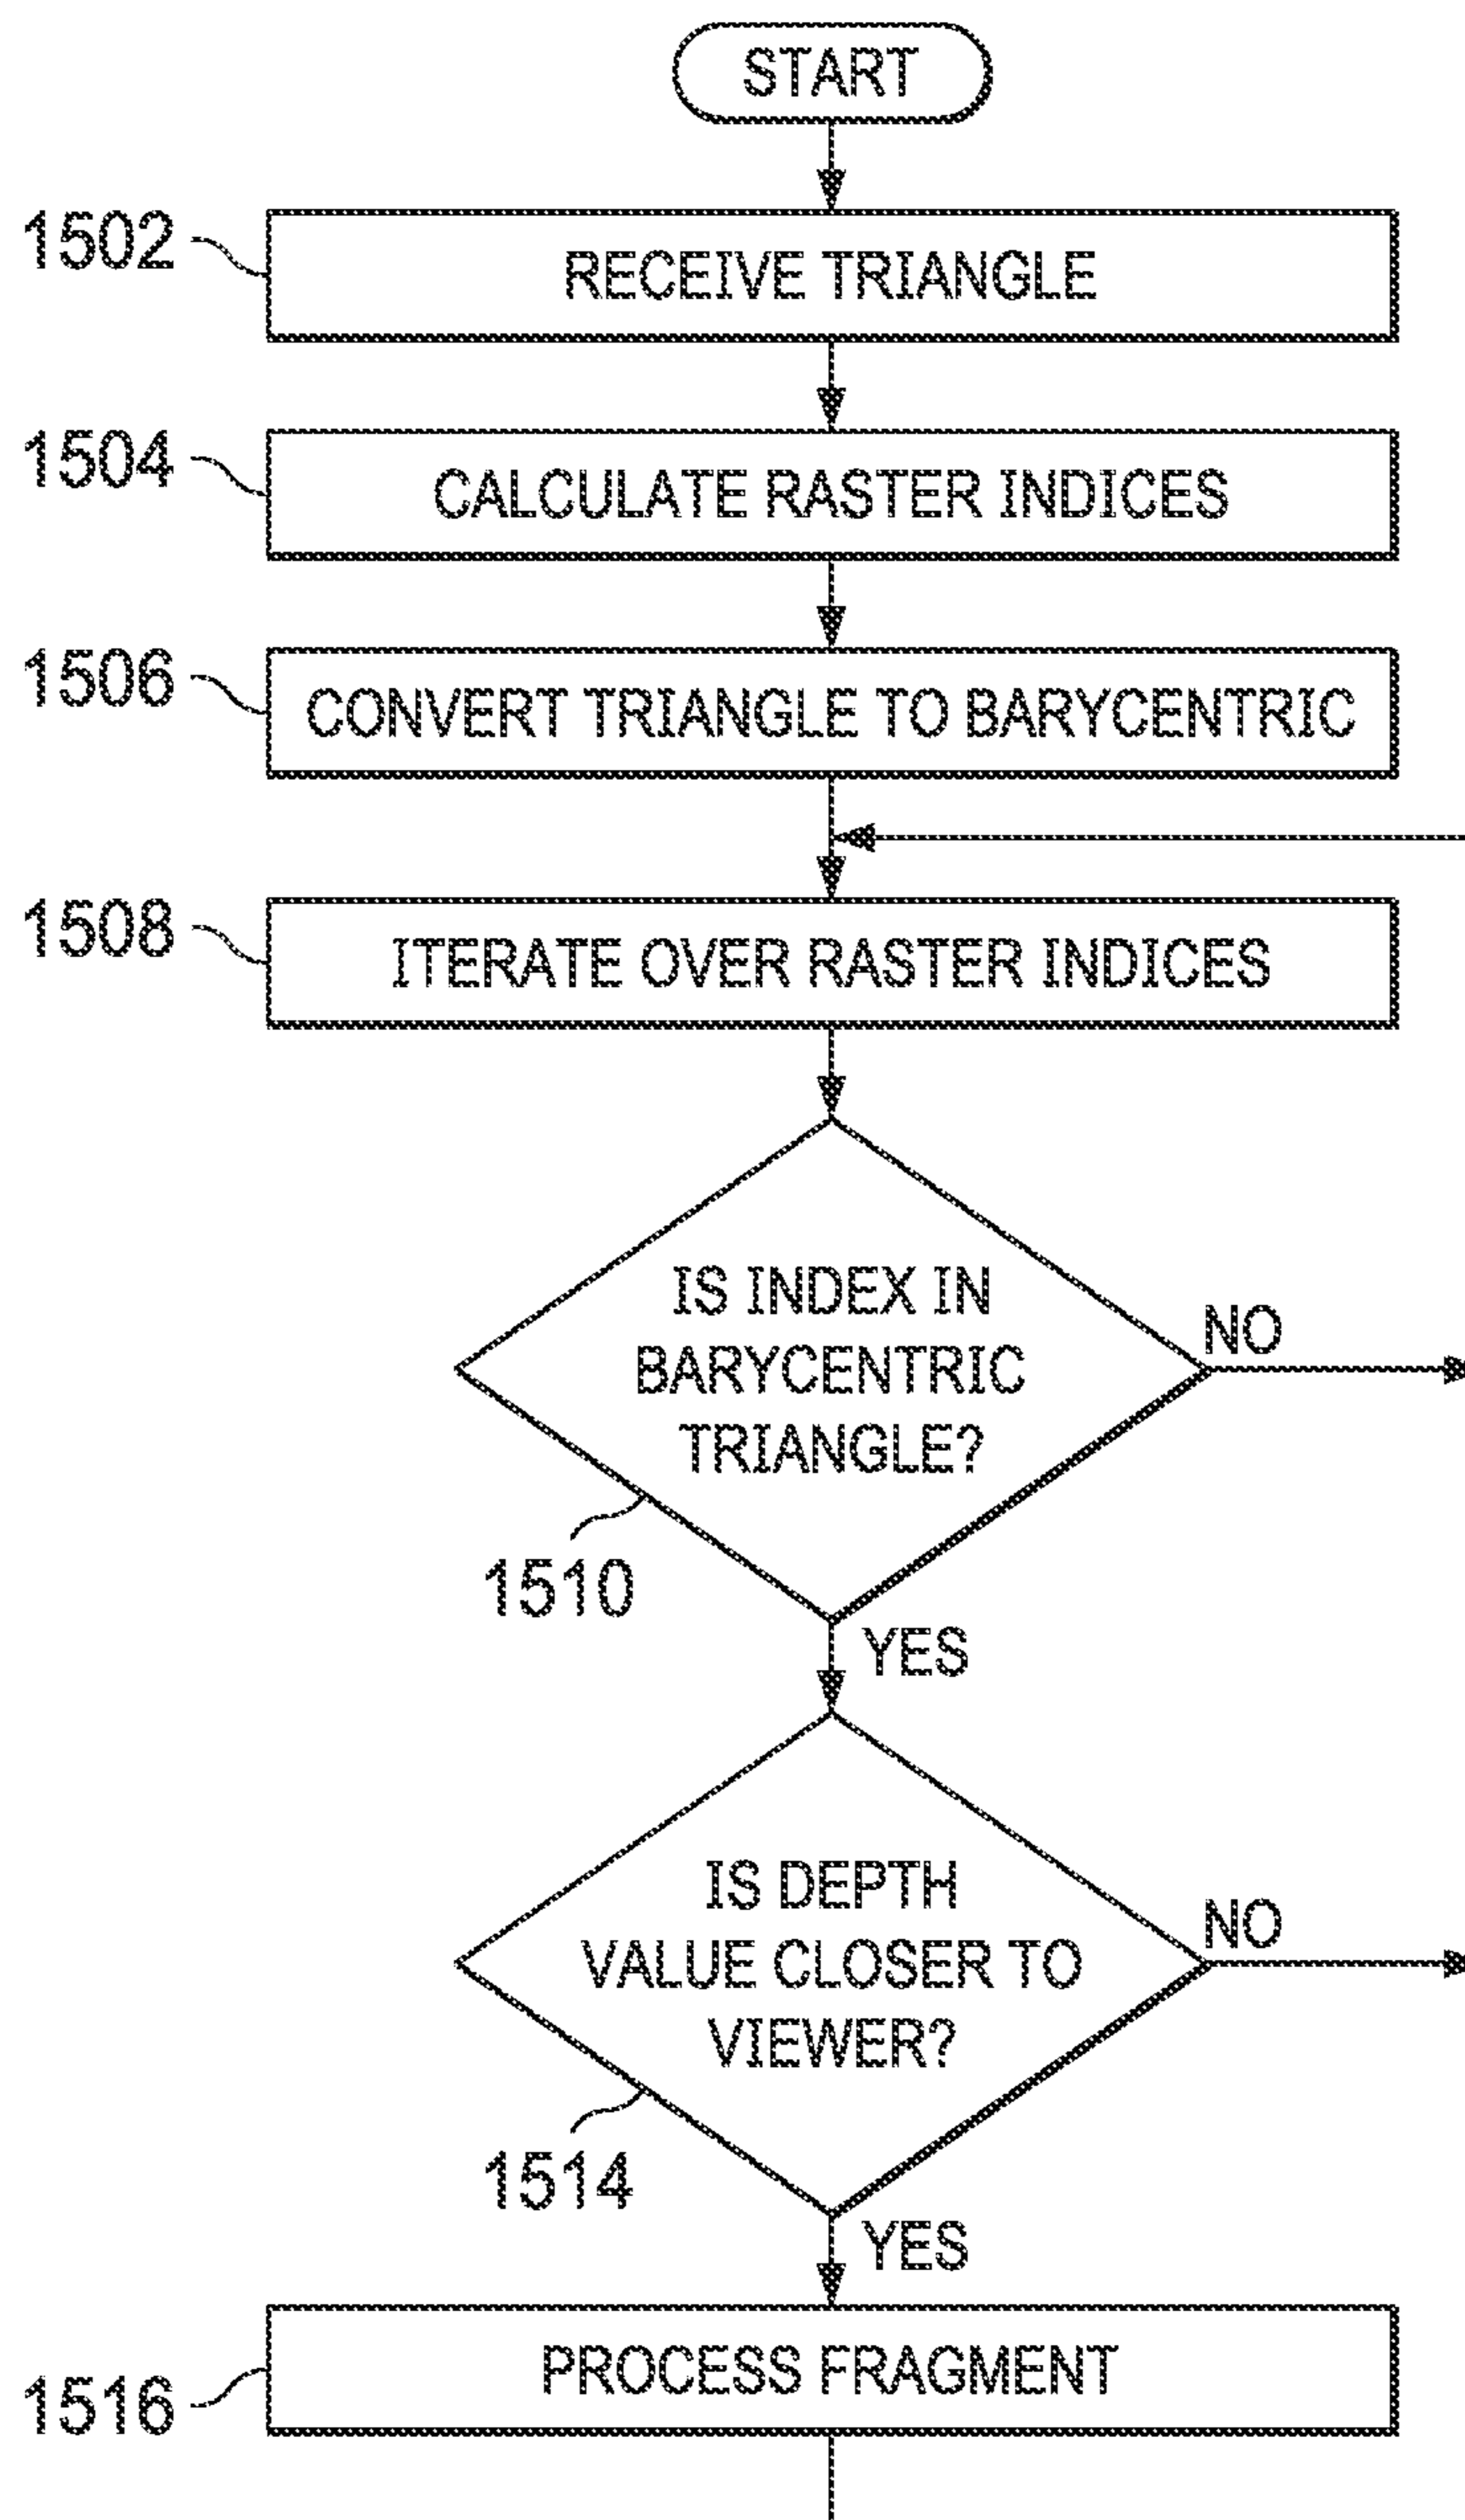 START
1502
RECEIVE TRIANGLE
1504
CALCULATE RASTER INDICES
1506
CONVERT TRIANGLE TO BARYCENTRIC
1508
ITERATE OVER RASTER INDICES
IS INDEX IN
BARYCENTRIC
TRIANGLE?
NO
1510
YES
IS DEPTH
VALUE CLOSER TO
VIEWER?
NO
1514
YES
PROCESS FRAGMENT
1516